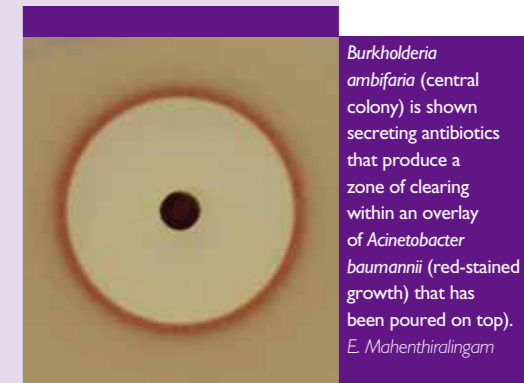 Burkholderia
ambifaria (central
colony) is shown
secreting antibiotics
that produce a
zone of clearing
within an overlay
of Acinetobacter
baumannii (red-stained
growth) that has
been poured on top).
E. Mahenthiralingam